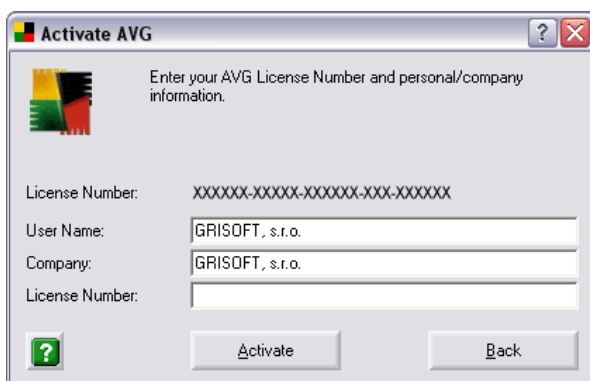 Activate AVG
Enter your AVG License Number and personal/company
information.
License Number: XXXXXX-XXXXX-XXXXXX-XXX-XXXXXX
User Name: GRISOFT, s.r.o.
Company: GRISOFT, s.r.o.
License Number:
Activate Back